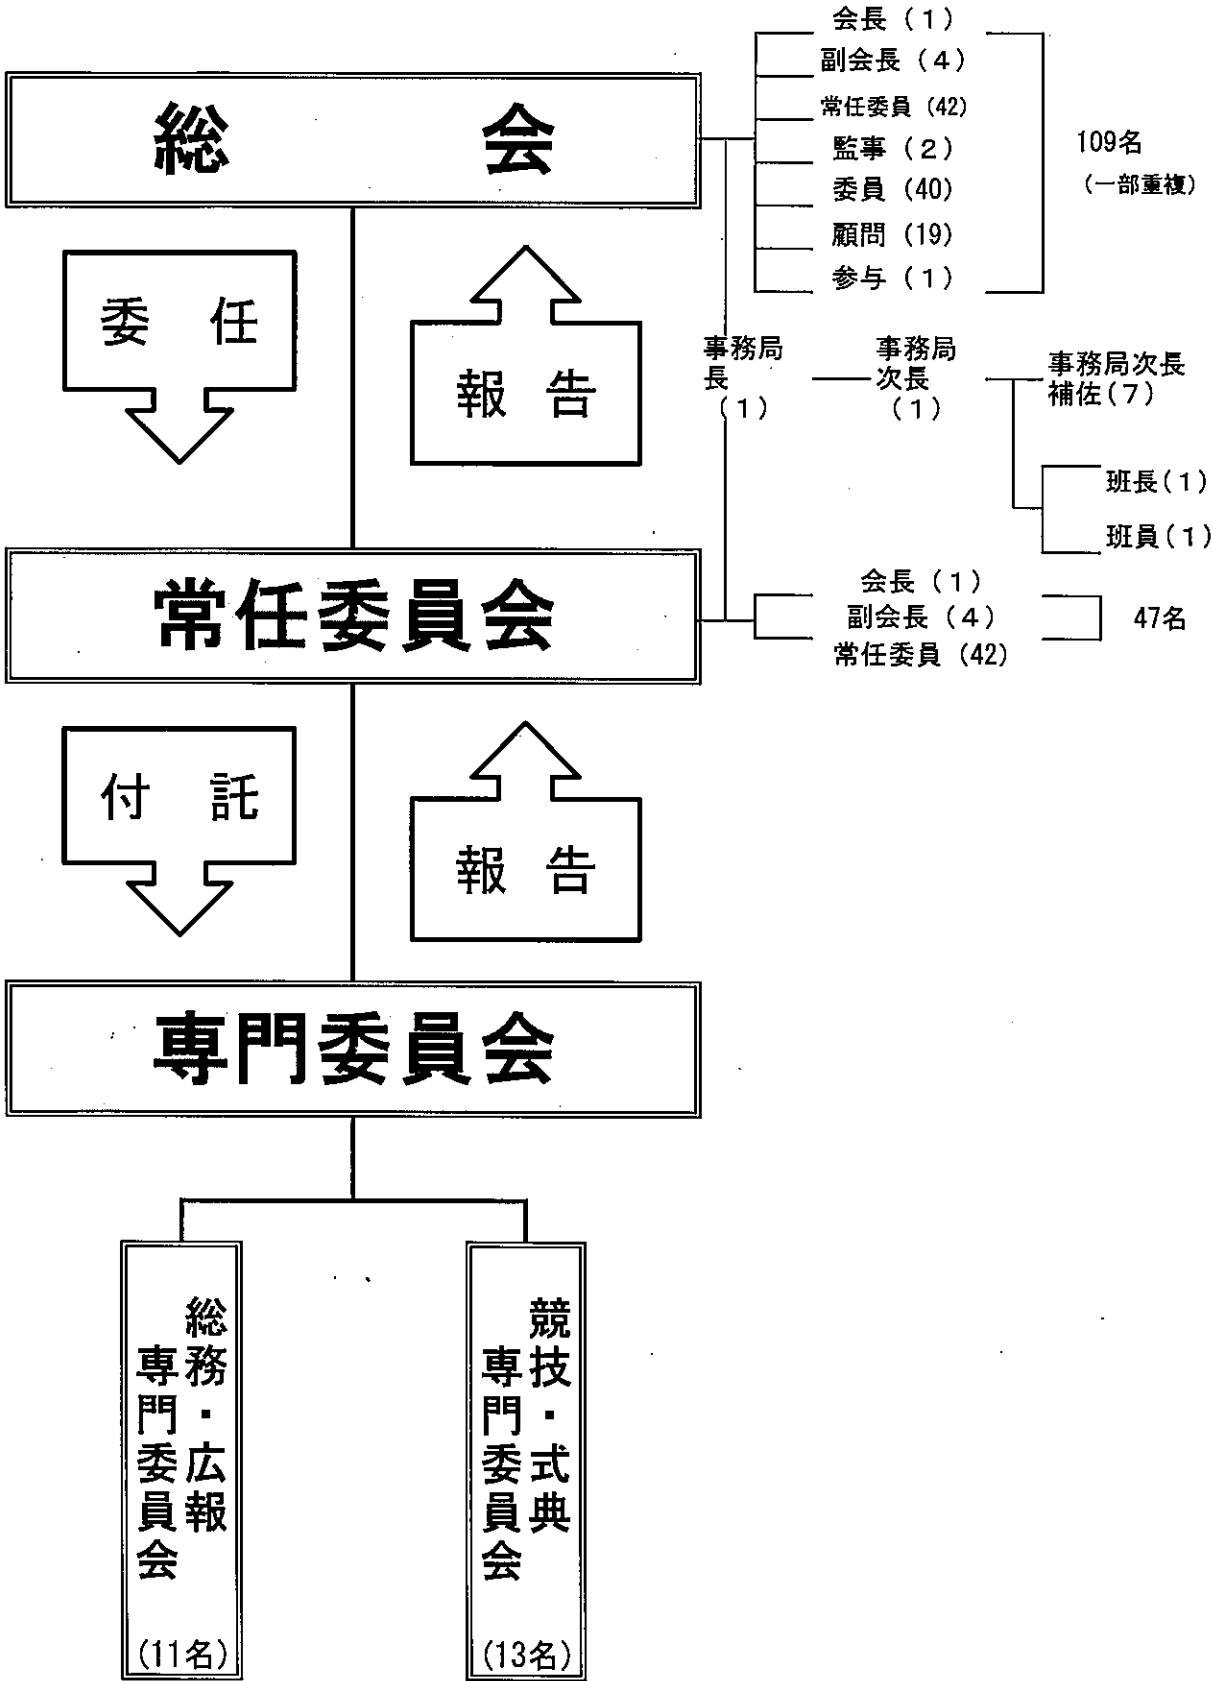 総　会
会長（１）
副会長（４）
常任委員（42）
監事（２）
委員（40）
顧問（19）
参与（１）
109名
（一部重複）
委　任
報　告
事務局
長
（１）
事務局
次長
（１）
事務局次長
補佐(７)
班長(１)
班員(１)
常任委員会
会長（１）
副会長（４）
常任委員（42）
47名
付　託
報　告
専門委員会
総務・広報
専門委員会
(11名)
競技・式典
専門委員会
(13名)